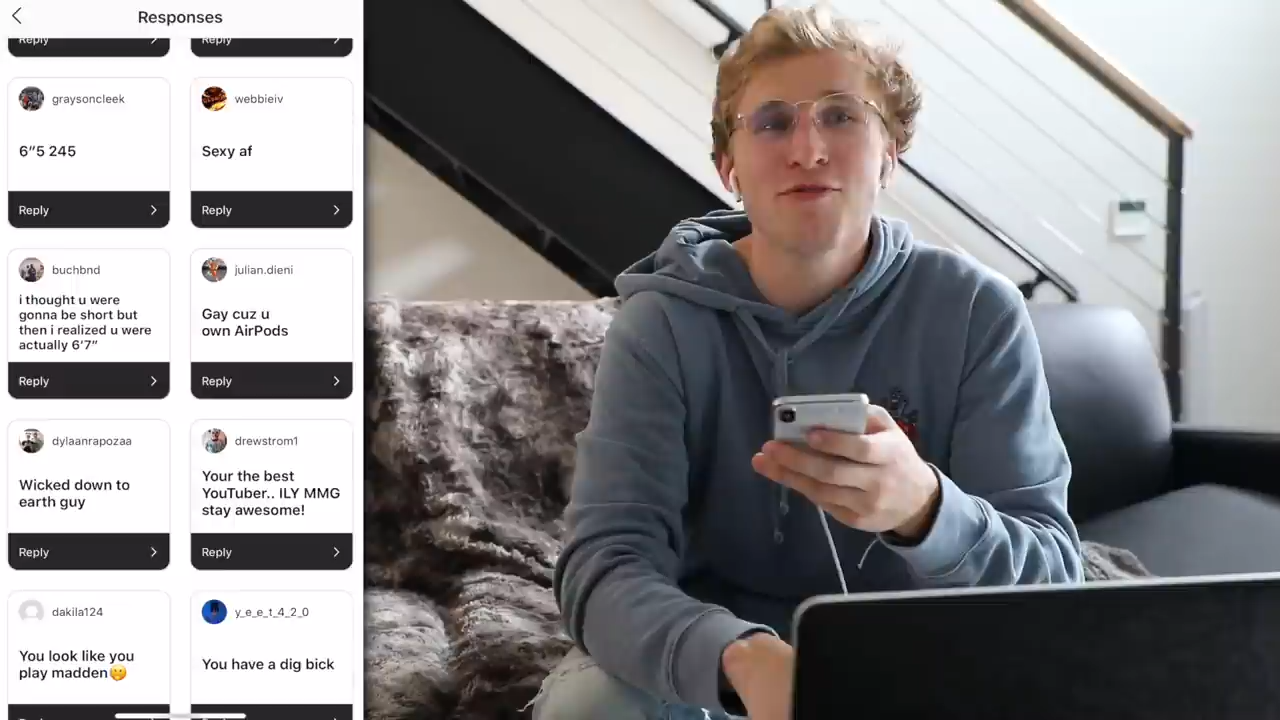 Responses
Reply
Reply
graysoncleek
6"5 245
Reply
webbieiv
Sexy af
Reply
buchbnd
i thought u were
gonna be short but
then i realized u were
actually 6'7"
Reply
julian.dieni
Gay cuz u
own AirPods
Reply
dylaanrapozaa
Wicked down to
earth guy
Reply
drewstrom1
Your the best
YouTuber.. ILY MMG
stay awesome!
Reply
dakila124
You look like you
play madden🤫
y_e_e_t_4_2_0
You have a dig bick